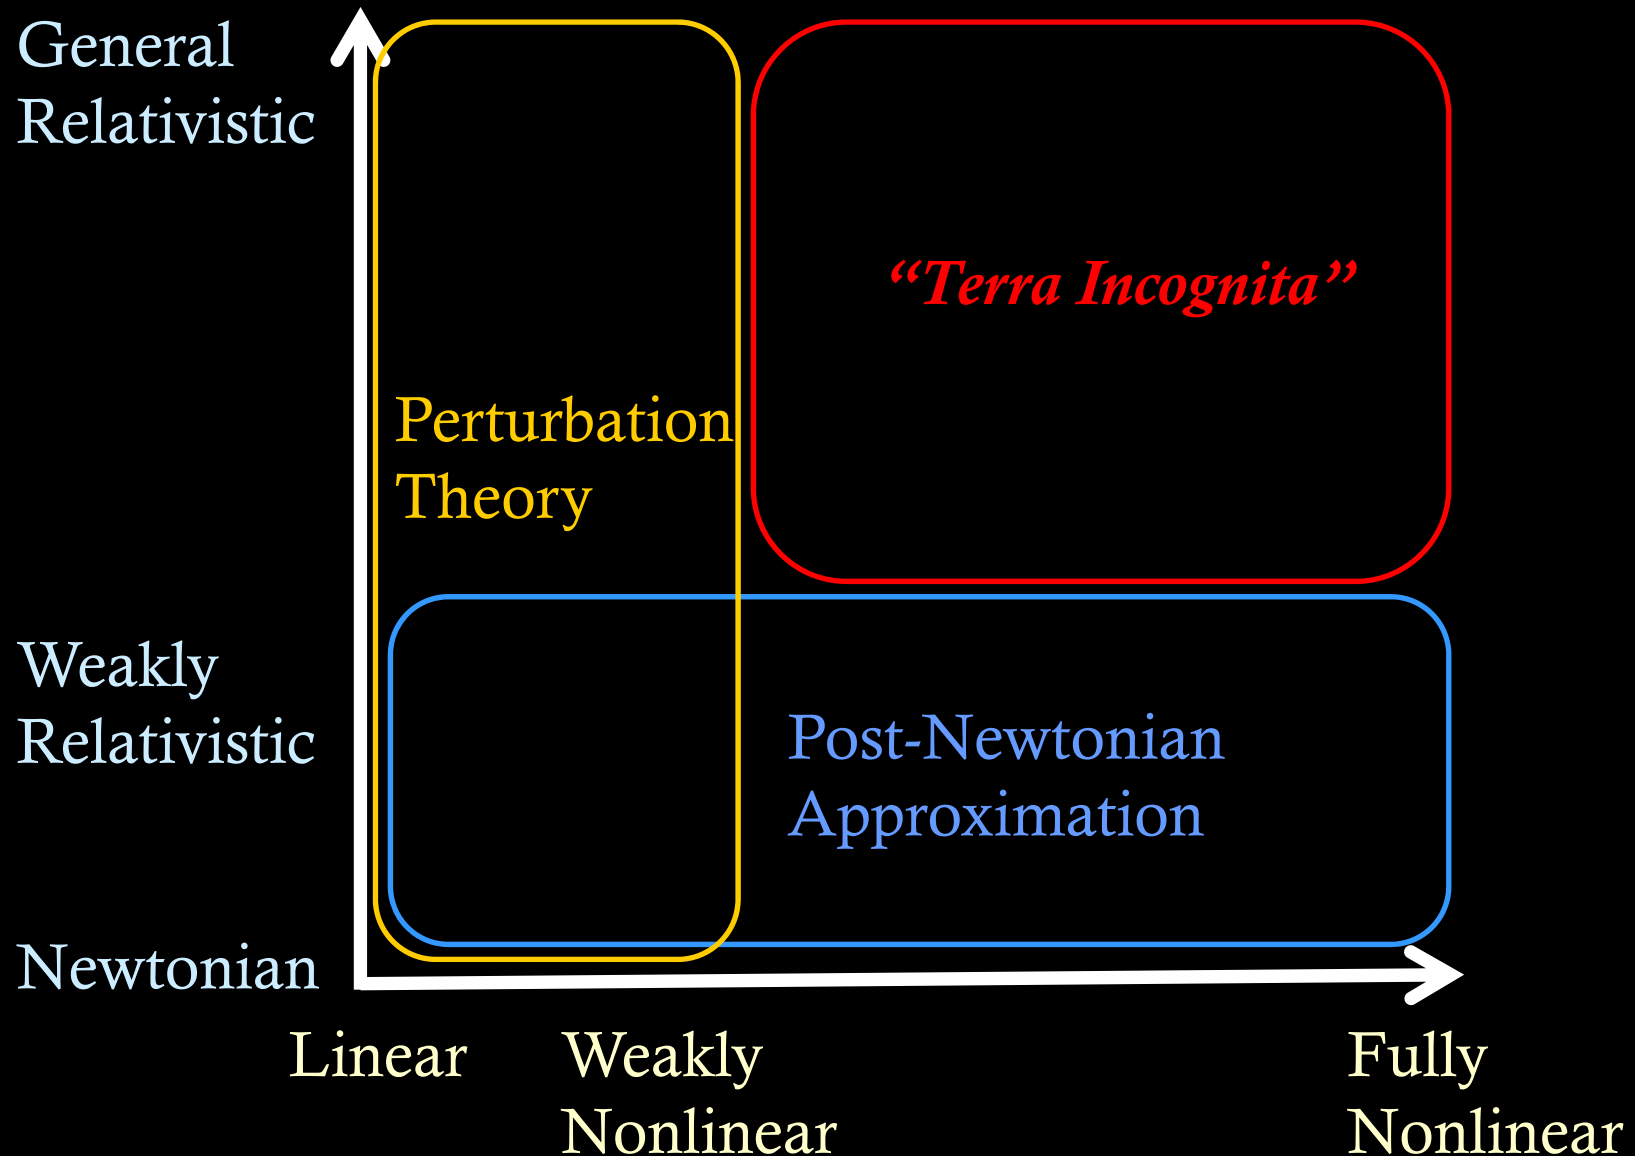 General
Relativistic
“Terra Incognita”
Perturbation
Theory
Weakly
Relativistic
Post-Newtonian
Approximation
Newtonian
Linear
Weakly
Nonlinear
Fully
Nonlinear